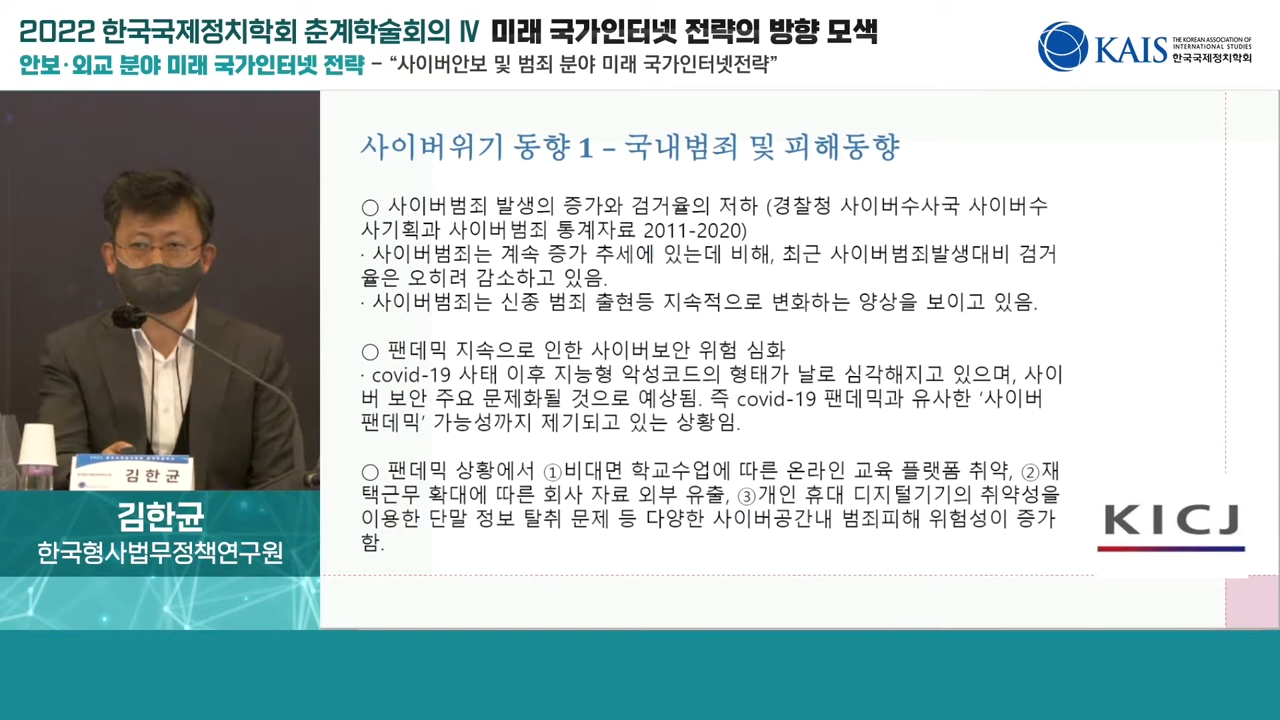 2022 한국국제정치학회 춘계학술회의 Ⅳ 미래 국가인터넷 전략의 방향 모색
안보·외교 분야 미래 국가인터넷 전략 - “사이버안보 및 범죄 분야 미래 국가인터넷전략”
KAIS
THE KOREAN ASSOCIATION OF
INTERNATIONAL STUDIES
한국국제정치학회
사이버위기 동향 1 – 국내범죄 및 피해동향
○ 사이버범죄 발생의 증가와 검거율의 저하 (경찰청 사이버수사국 사이버수
사기획과 사이버범죄 통계자료 2011-2020)
· 사이버범죄는 계속 증가 추세에 있는데 비해, 최근 사이버범죄발생대비 검거
율은 오히려 감소하고 있음.
· 사이버범죄는 신종 범죄 출현등 지속적으로 변화하는 양상을 보이고 있음.
○ 팬데믹 지속으로 인한 사이버보안 위험 심화
· covid-19 사태 이후 지능형 악성코드의 형태가 날로 심각해지고 있으며, 사이
버 보안 주요 문제화될 것으로 예상됨. 즉 covid-19 팬데믹과 유사한 ‘사이버
팬데믹’ 가능성까지 제기되고 있는 상황임.
○ 팬데믹 상황에서 ①비대면 학교수업에 따른 온라인 교육 플랫폼 취약, ②재
택근무 확대에 따른 회사 자료 외부 유출, ③개인 휴대 디지털기기의 취약성을
이용한 단말 정보 탈취 문제 등 다양한 사이버공간내 범죄피해 위험성이 증가
함.
KICJ
김한균
김한균
한국형사법무정책연구원